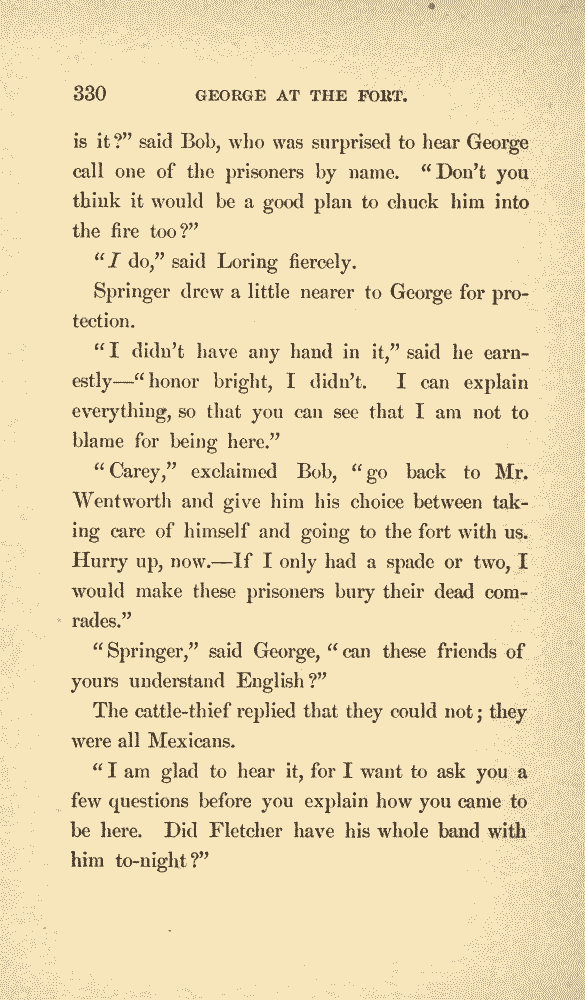 330 GEORGE AT THE FORT.
is it?” said Bob, who was surprised to hear George
call one of the prisoners by name. “Don’t you
think it would be a good plan to chuck him into
the fire too?”
“I do,” said Loring fiercely.
Springer drew a little nearer to George for pro-
tection.
“I didn’t have any hand in it,” said he earn-
estly—“honor bright, I didn’t. I can explain
everything, so that you can see that I am not to
blame for being here.”
“Carey,” exclaimed Bob, “go back to Mr.
Wentworth and give him his choice between tak-
ing care of himself and going to the fort with us.
Hurry up, now.—If I only had a spade or two, I
would make these prisoners bury their dead com-
rades.”
“Springer,” said George, “can these friends of
yours understand English?”
The cattle-thief replied that they could not; they
were all Mexicans.
“I am glad to hear it, for I want to ask you a
few questions before you explain how you came to
be here. Did Fletcher have his whole band with
him to-night?”